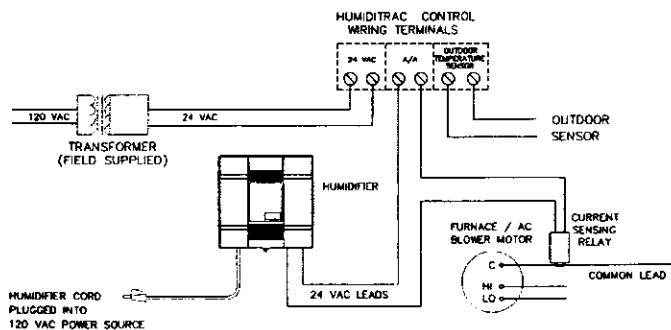 HUMIDITRAC CONTROL
WIRING TERMINALS
24 VAC
A/A
OUTDOOR
TEMPERATURE
SENSOR
120 VAC
24 VAC
TRANSFORMER
(FIELD SUPPLIED)
OUTDOOR
SENSOR
HUMIDIFIER
FURNACE / AC
BLOWER MOTOR
CURRENT
SENSING
RELAY
C
COMMON LEAD
HI
LO
24 VAC LEADS
HUMIDIFIER CORD
PLUGGED INTO
120 VAC POWER SOURCE